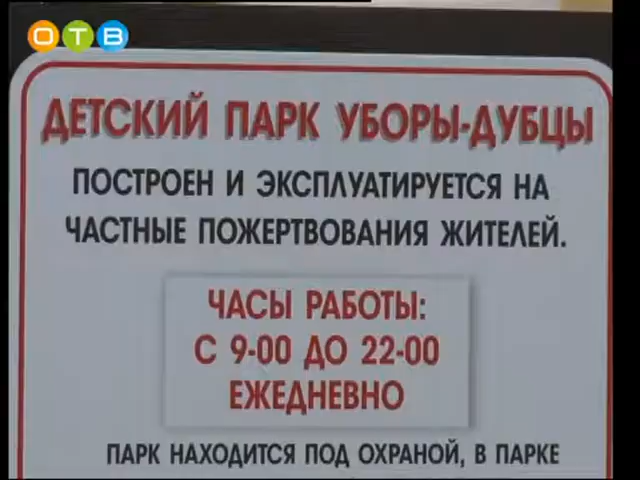 ОТВ
ДЕТСКИЙ ПАРК УБОРЫ-ДУБЦЫ
ПОСТРОЕН И ЭКСПЛУАТИРУЕТСЯ НА
ЧАСТНЫЕ ПОЖЕРТВОВАНИЯ ЖИТЕЛЕЙ.
ЧАСЫ РАБОТЫ:
С 9-00 ДО 22-00
ЕЖЕДНЕВНО
ПАРК НАХОДИТСЯ ПОД ОХРАНОЙ, В ПАРКЕ